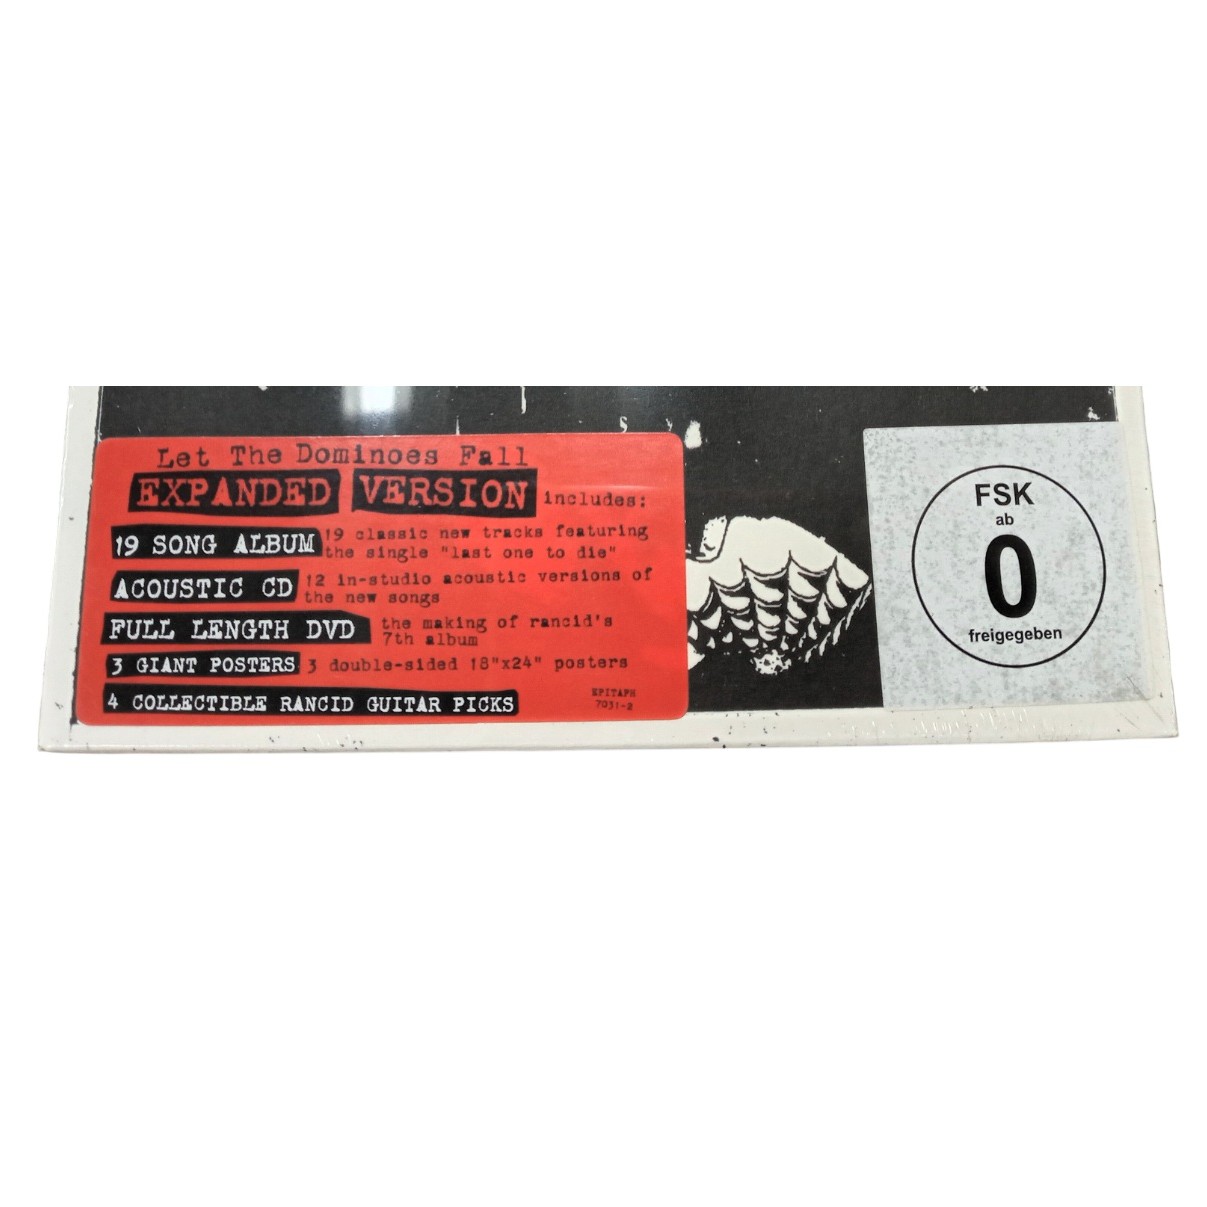 Let The Dominoes Fall
EXPANDED VERSION includes:
19 SONG ALBUM 19 classic new tracks featuring
the single "last one to die"
ACOUSTIC CD 12 in-studio acoustic versions of
the new songs
FULL LENGTH DVD the making of rancid's
7th album
3 GIANT POSTERS 3 double-sided 18"x24" posters
4 COLLECTIBLE RANCID GUITAR PICKS
EPITAPH
7031-2
FSK
ab
0
freigegeben